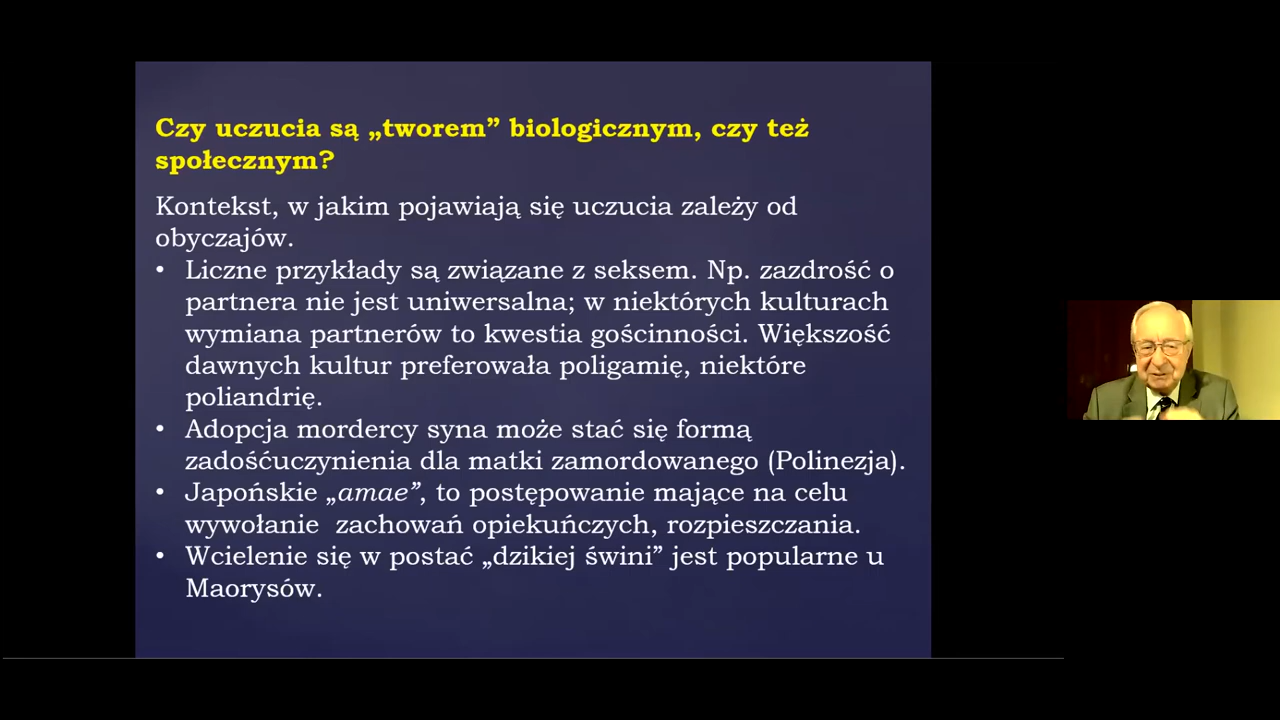 Czy uczucia są „tworem” biologicznym, czy też
społecznym?
Kontekst, w jakim pojawiają się uczucia zależy od
obyczajów.
• Liczne przykłady są związane z seksem. Np. zazdrość o
partnera nie jest uniwersalna; w niektórych kulturach
wymiana partnerów to kwestia gościnności. Większość
dawnych kultur preferowała poligamię, niektóre
poliandrię.
• Adopcja mordercy syna może stać się formą
zadośćuczynienia dla matki zamordowanego (Polinezja).
• Japońskie „amae”, to postępowanie mające na celu
wywołanie  zachowań opiekuńczych, rozpieszczania.
• Wcielenie się w postać „dzikiej świni” jest popularne u
Maorysów.